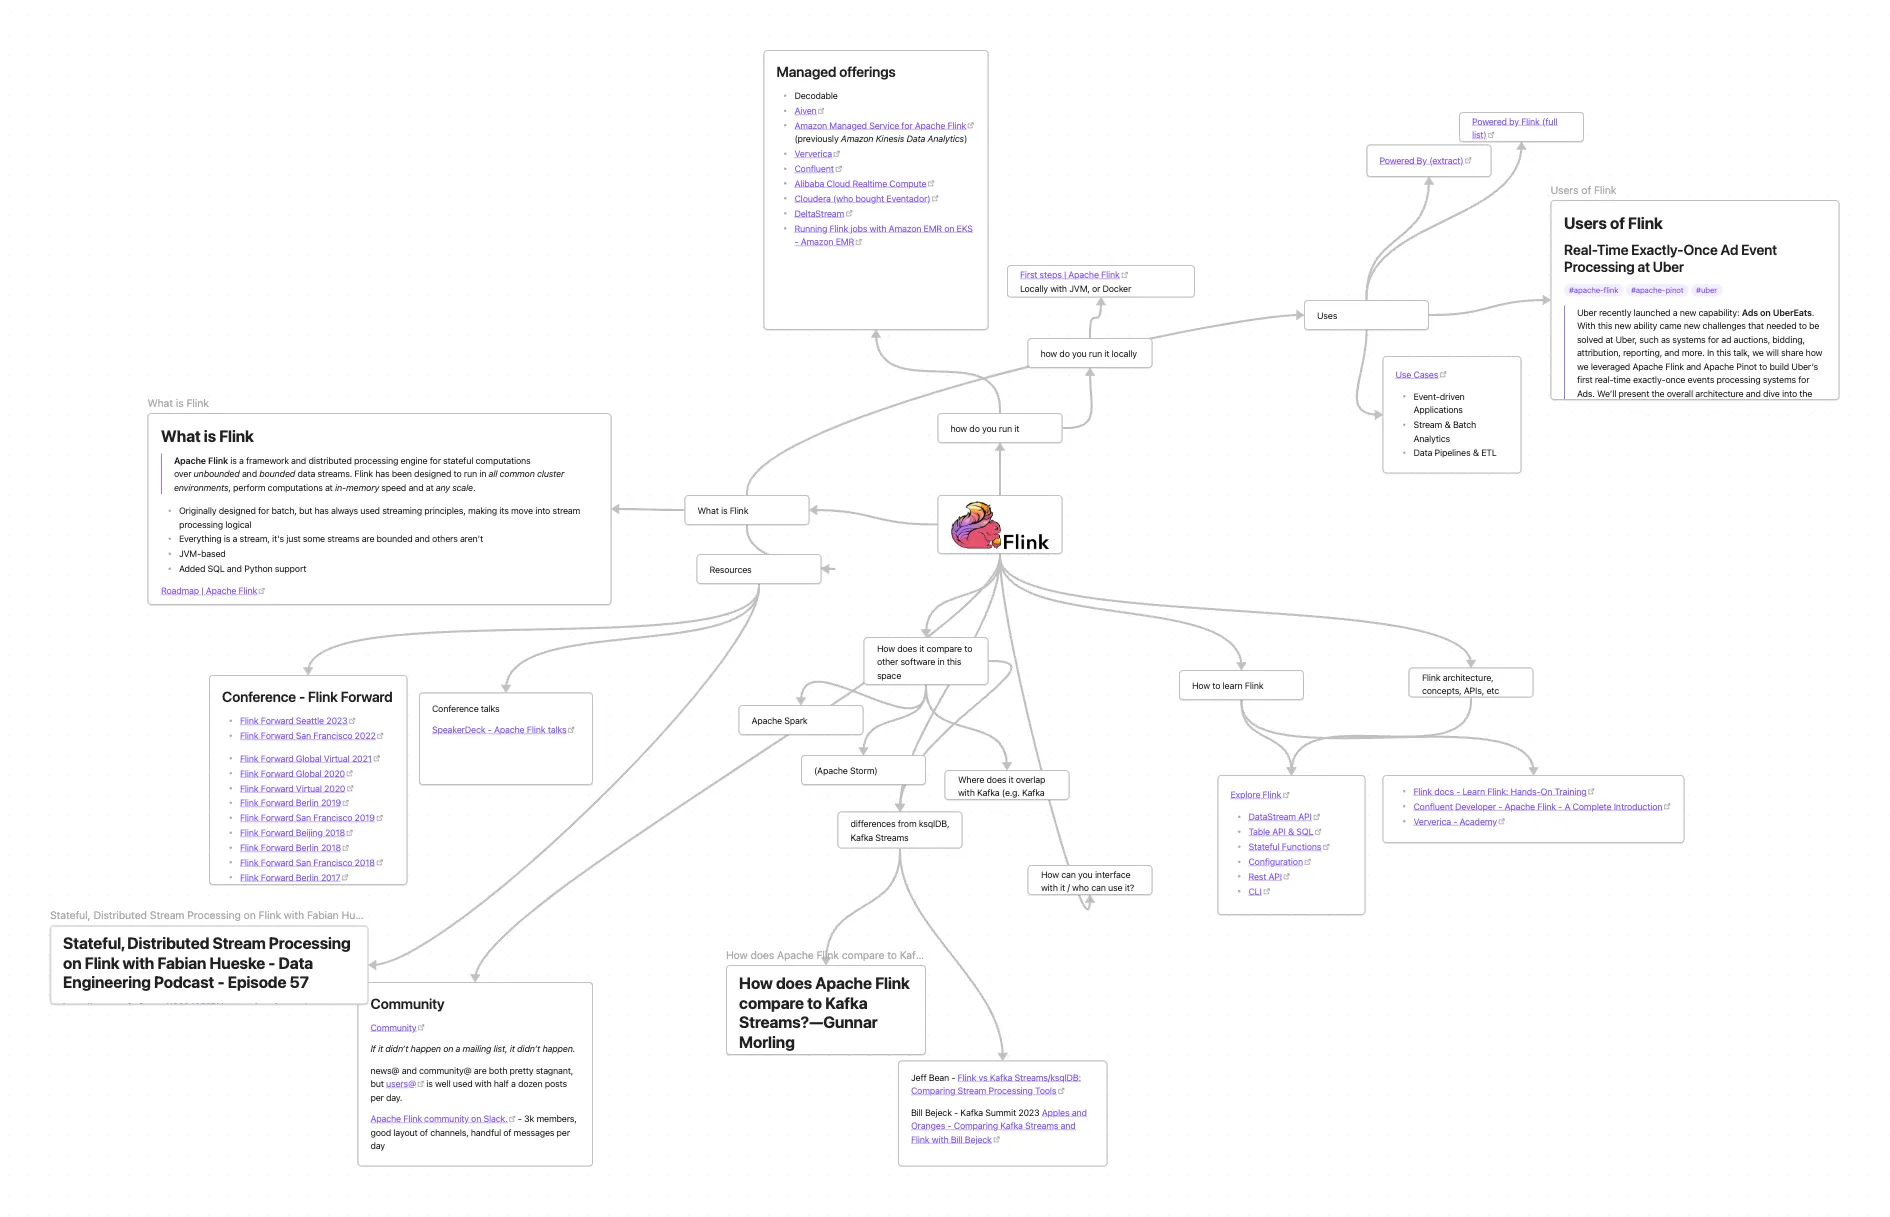 Managed offerings
Decodable
Aiven
Amazon Managed Service for Apache Flink
(previously Amazon Kinesis Data Analytics)
Ververica
Confluent
Alibaba Cloud Realtime Compute
Cloudera (who bought Eventador)
DeltaStream
Running Flink jobs with Amazon EMR on EKS
- Amazon EMR
Powered by Flink (full
list)
Powered By (extract)
Users of Flink
Users of Flink
Real-Time Exactly-Once Ad Event
Processing at Uber
#apache-flink #apache-pinot #uber
Uber recently launched a new capability: Ads on UberEats.
With this new ability came new challenges that needed to be
solved at Uber, such as systems for ad auctions, bidding,
attribution, reporting, and more. In this talk, we will share how
we leveraged Apache Flink and Apache Pinot to build Uber's
first real-time exactly-once events processing systems for
Ads. We'll present the overall architecture and dive into the
First steps | Apache Flink
Locally with JVM, or Docker
Uses
how do you run it locally
Use Cases
Event-driven
Applications
Stream & Batch
Analytics
Data Pipelines & ETL
how do you run it
What is Flink
What is Flink
Apache Flink is a framework and distributed processing engine for stateful computations
over unbounded and bounded data streams. Flink has been designed to run in all common cluster
environments, perform computations at in-memory speed and at any scale.
Originally designed for batch, but has always used streaming principles, making its move into stream
processing logical
Everything is a stream, it's just some streams are bounded and others aren't
JVM-based
Added SQL and Python support
Roadmap | Apache Flink
What is Flink
Flink
Resources
How does it compare to
other software in this
space
How to learn Flink
Flink architecture,
concepts, APIs, etc
Conference - Flink Forward
Flink Forward Seattle 2023
Flink Forward San Francisco 2022
Flink Forward Global Virtual 2021
Flink Forward Global 2020
Flink Forward Virtual 2020
Flink Forward Berlin 2019
Flink Forward San Francisco 2019
Flink Forward Beijing 2018
Flink Forward Berlin 2018
Flink Forward San Francisco 2018
Flink Forward Berlin 2017
Conference talks
SpeakerDeck - Apache Flink talks
Apache Spark
(Apache Storm)
Where does it overlap
with Kafka (e.g. Kafka
differences from ksqlDB,
Kafka Streams
How can you interface
with it / who can use it?
Explore Flink
DataStream API
Table API & SQL
Stateful Functions
Configuration
Rest API
CLI
Flink docs - Learn Flink: Hands-On Training
Confluent Developer - Apache Flink - A Complete Introduction
Ververica - Academy
Stateful, Distributed Stream Processing on Flink with Fabian Hu...
Stateful, Distributed Stream Processing
on Flink with Fabian Hueske - Data
Engineering Podcast - Episode 57
Community
Community
If it didn't happen on a mailing list, it didn't happen.
news@ and community@ are both pretty stagnant,
but users@ is well used with half a dozen posts
per day.
Apache Flink community on Slack. - 3k members,
good layout of channels, handful of messages per
day
How does Apache Flink compare to Kaf...
How does Apache Flink
compare to Kafka
Streams?—Gunnar
Morling
Jeff Bean - Flink vs Kafka Streams/ksqlDB:
Comparing Stream Processing Tools
Bill Bejeck - Kafka Summit 2023 Apples and
Oranges - Comparing Kafka Streams and
Flink with Bill Bejeck